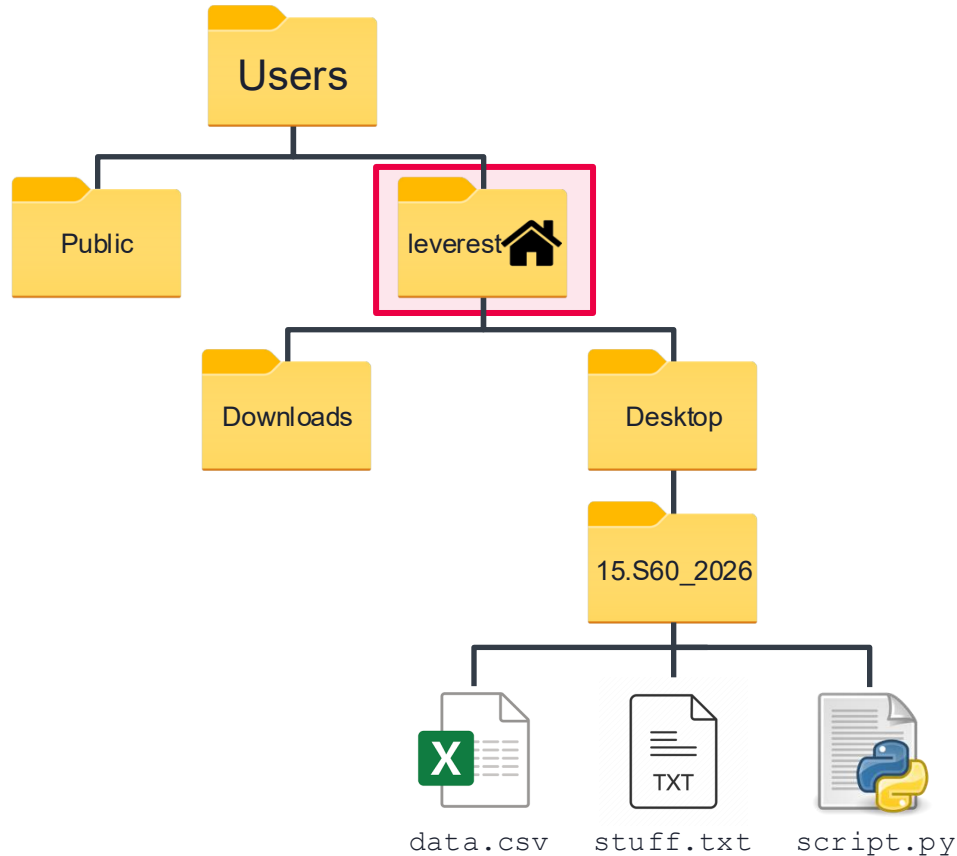 Users
Public
leverest
Downloads
Desktop
15.S60_2026
X
TXT
data.csv
stuff.txt
script.py